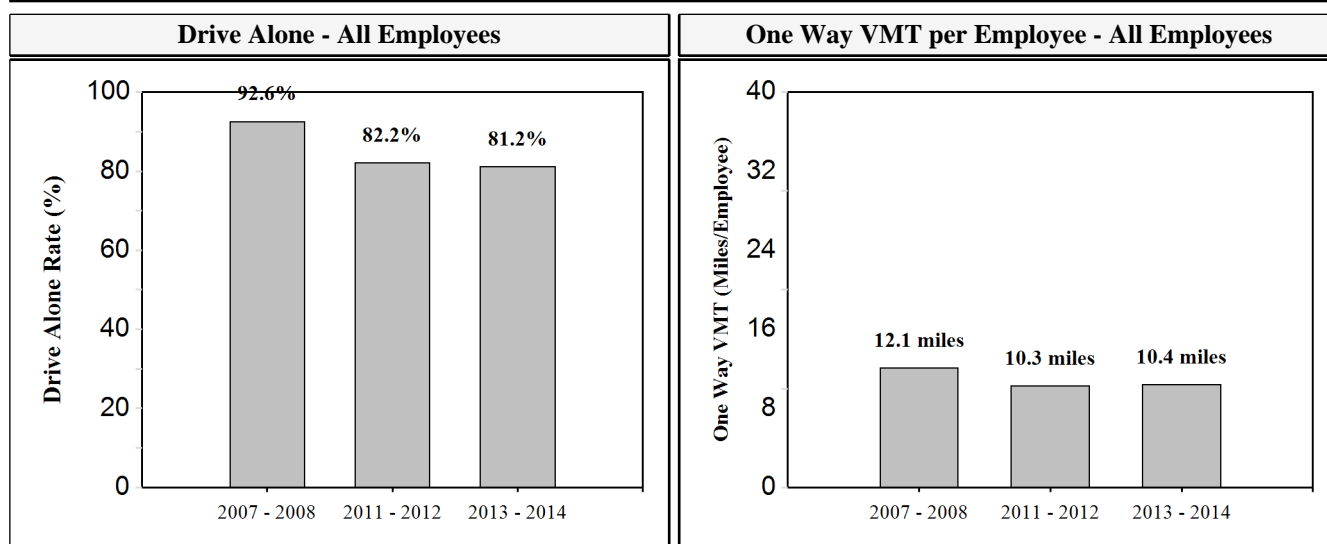 Drive Alone - All Employees
One Way VMT per Employee - All Employees
Drive Alone Rate (%)
100
80
60
40
20
0
92.6%
82.2%
81.2%
2007 - 2008
2011 - 2012
2013 - 2014
One Way VMT (Miles/Employee)
40
32
24
16
8
0
12.1 miles
10.3 miles
10.4 miles
2007 - 2008
2011 - 2012
2013 - 2014